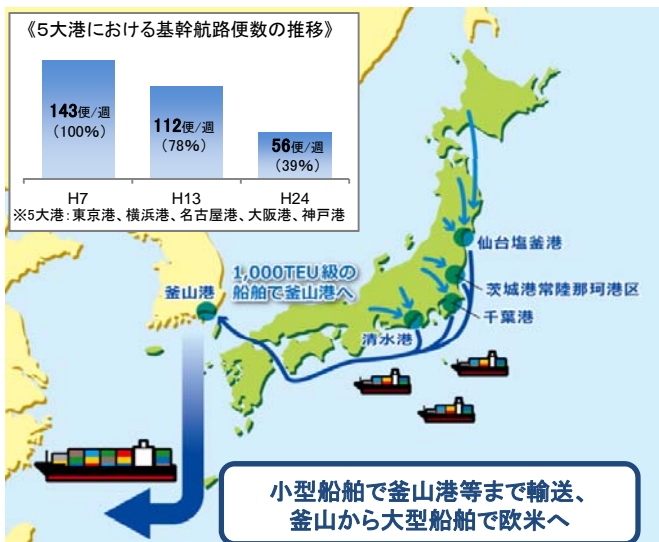 《5大港における基幹航路便数の推移》
143便/週
(100%)
112便/週
(78%)
56便/週
(39%)
H7 H13 H24
※5大港:東京港、横浜港、名古屋港、大阪港、神戸港
仙台塩釜港
1,000TEU級の
船舶で釜山港へ
釜山港
茨城港常陸那珂港区
千葉港
清水港
小型船舶で釜山港等まで輸送、
釜山から大型船舶で欧米へ